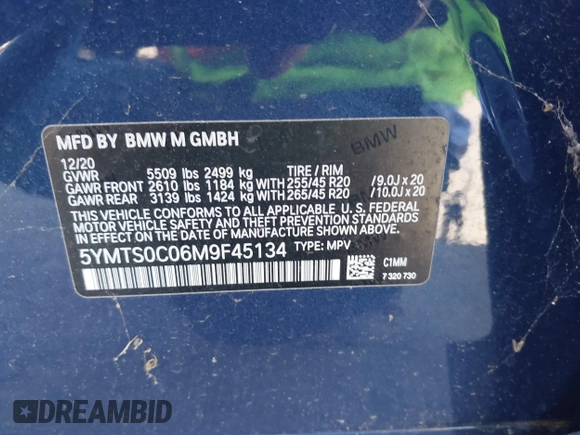 MFD BY BMW M GMBH
12/20
GVWR 5509 lbs 2499 kg TIRE / RIM
GAWR FRONT 2610 lbs 1184 kg WITH 255/45 R20 /9.0J x 20
GAWR REAR 3139 lbs 1424 kg WITH 265/45 R20 /10.0J x 20
THIS VEHICLE CONFORMS TO ALL APPLICABLE U. S. FEDERAL
MOTOR VEHICLE SAFETY, BUMPER, AND THEFT PREVENTION
STANDARDS IN EFFECT ON THE DATE OF MANUFACTURE SHOWN ABOVE.
5YMTS0C06M9F45134 TYPE: MPV
C1MM
7 320 730
BMW
BMW
DREAMBID